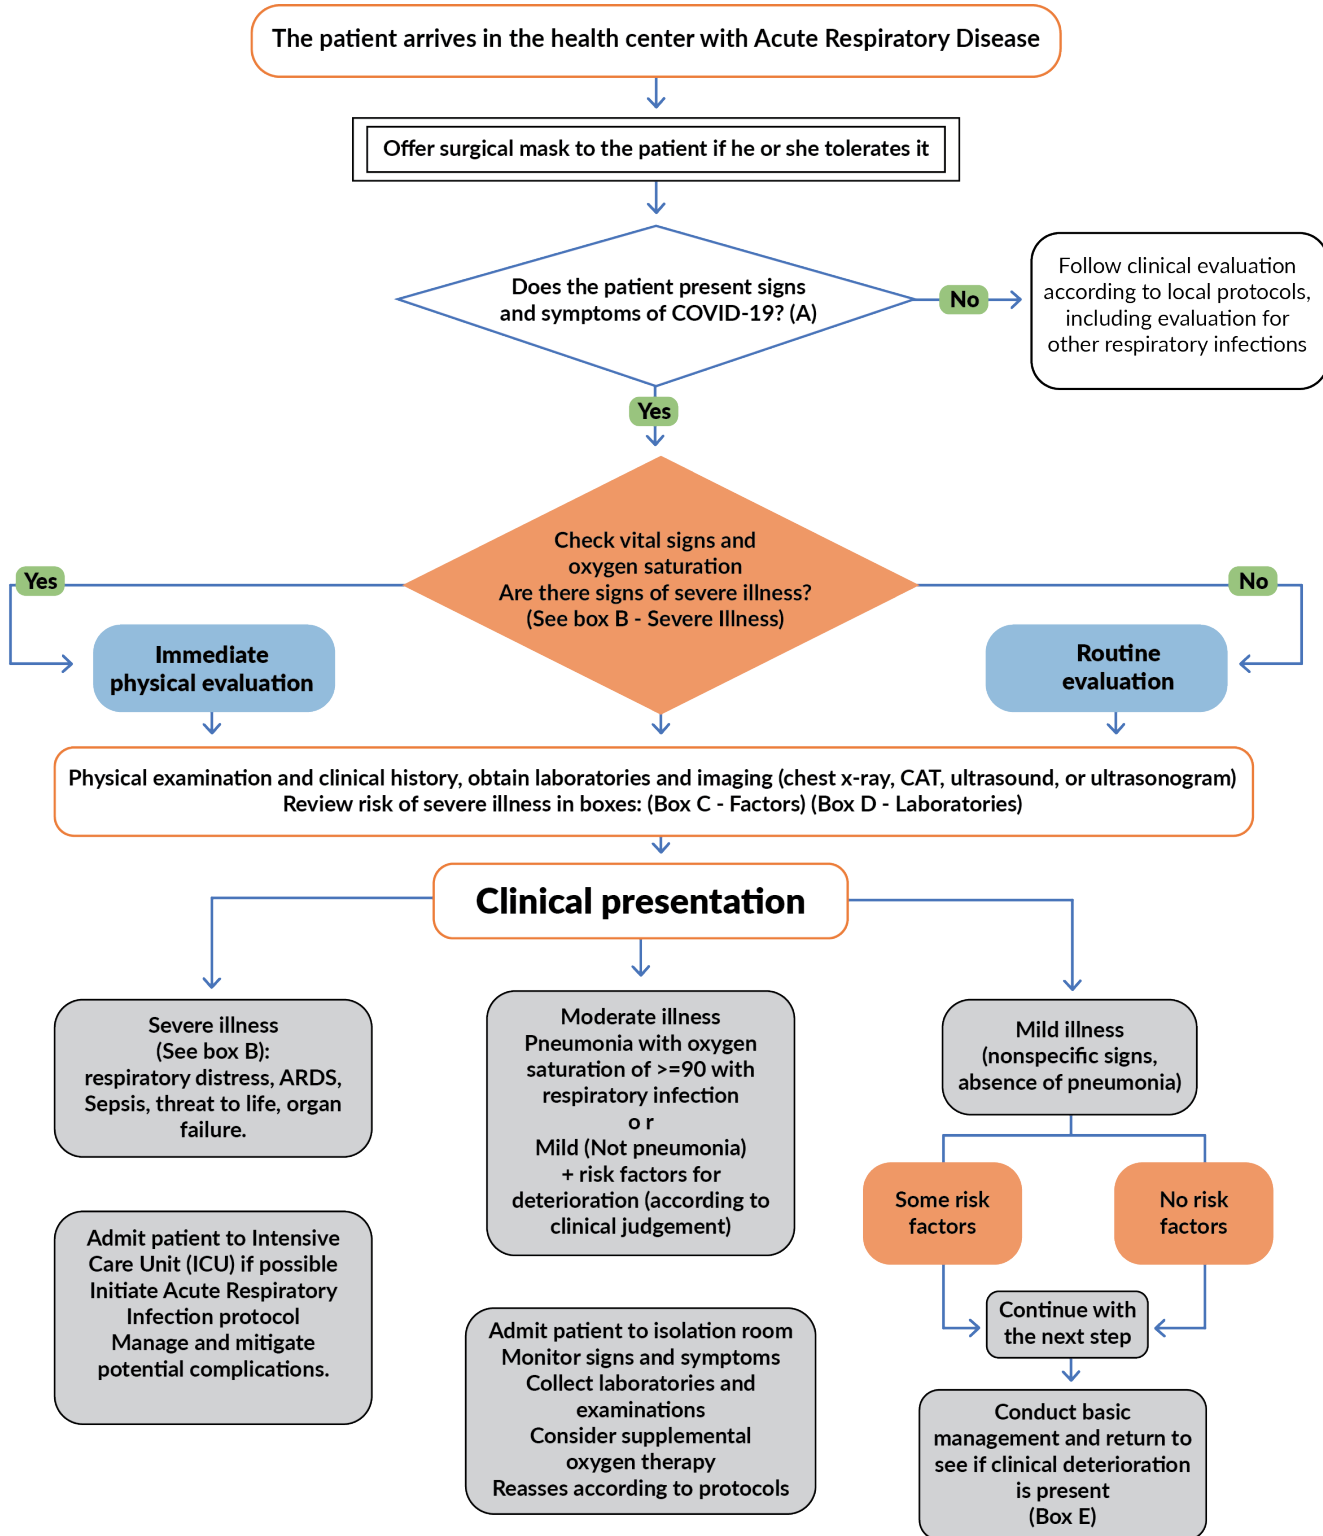 The patient arrives in the health center with Acute Respiratory Disease
Offer surgical mask to the patient if he or she tolerates it
Does the patient present signs
and symptoms of COVID-19? (A)
No
Follow clinical evaluation
according to local protocols,
including evaluation for
other respiratory infections
Yes
Check vital signs and
oxygen saturation
Are there signs of severe illness?
(See box B - Severe Illness)
Yes
No
Immediate
physical evaluation
Routine
evaluation
Physical examination and clinical history, obtain laboratories and imaging (chest x-ray, CAT, ultrasound, or ultrasonogram)
Review risk of severe illness in boxes: (Box C - Factors) (Box D - Laboratories)
Clinical presentation
Severe illness
(See box B):
respiratory distress, ARDS,
Sepsis, threat to life, organ
failure.
Admit patient to Intensive
Care Unit (ICU) if possible
Initiate Acute Respiratory
Infection protocol
Manage and mitigate
potential complications.
Moderate illness
Pneumonia with oxygen
saturation of >=90 with
respiratory infection
o r
Mild (Not pneumonia)
+ risk factors for
deterioration (according to
clinical judgement)
Admit patient to isolation room
Monitor signs and symptoms
Collect laboratories and
examinations
Consider supplemental
oxygen therapy
Reasses according to protocols
Mild illness
(nonspecific signs,
absence of pneumonia)
Some risk
factors
No risk
factors
Continue with
the next step
Conduct basic
management and return to
see if clinical deterioration
is present
(Box E)